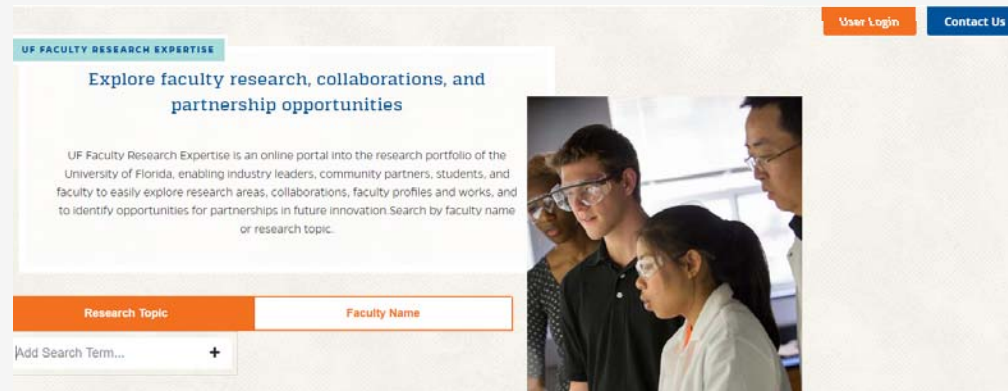 User Login
Contact Us
UF FACULTY RESEARCH EXPERTISE
Explore faculty research, collaborations, and
partnership opportunities
UF Faculty Research Expertise is an online portal into the research portfolio of the
University of Florida, enabling industry leaders, community partners, students, and
faculty to easily explore research areas, collaborations, faculty profiles and works, and
to identify opportunities for partnerships in future innovation.Search by faculty name
or research topic.
Research Topic
Faculty Name
Add Search Term... +